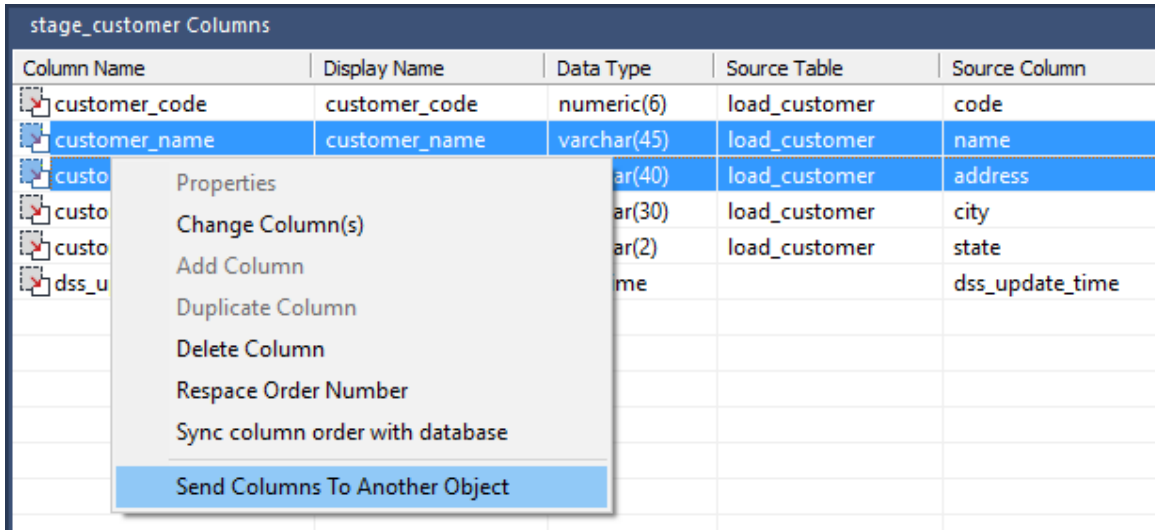 stage_customer Columns
Column Name Display Name Data Type Source Table Source Column
customer_code customer_code numeric(6) load_customer code
customer_name customer_name varchar(45) load_customer name
custo ar(40) load_customer address
custo ar(30) load_customer city
custo ar(2) load_customer state
dss_u me dss_update_time
Properties
Change Column(s)
Add Column
Duplicate Column
Delete Column
Respace Order Number
Sync column order with database
Send Columns To Another Object